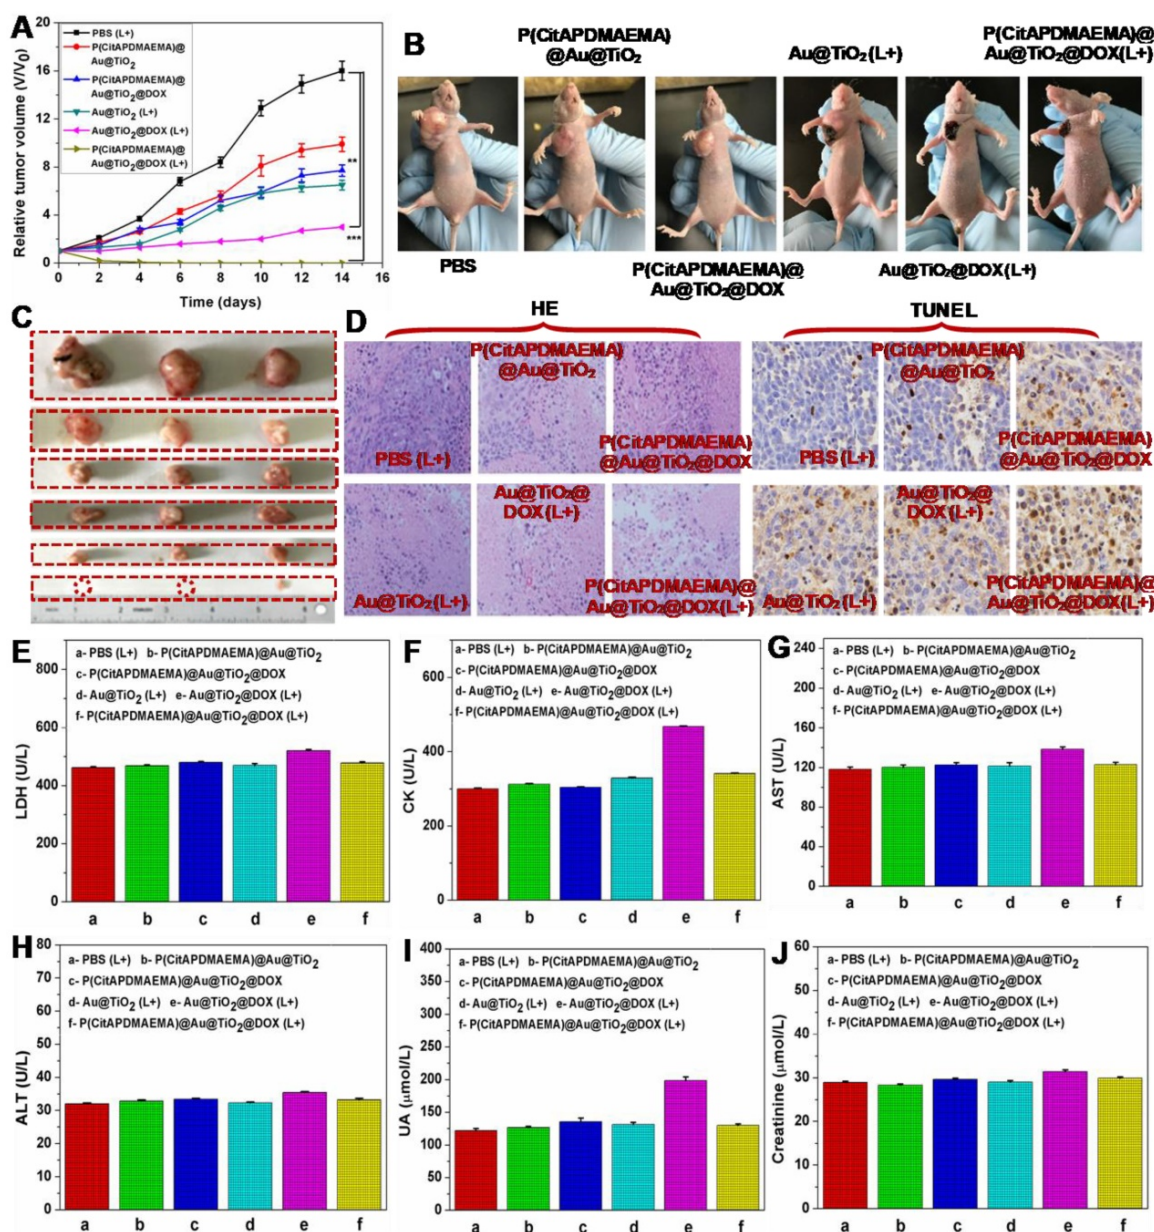 A
20
16
12
8
4
0
Relative tumor volume (V/V₀)
PBS (L+)
P(CitAPDMAEMA)@
Au@TiO₂
P(CitAPDMAEMA)@
Au@TiO₂@DOX
Au@TiO₂ (L+)
Au@TiO₂@DOX (L+)
P(CitAPDMAEMA)@
Au@TiO₂@DOX (L+)
**
***
0 2 4 6 8 10 12 14 16
Time (days)
B
P(CitAPDMAEMA)
@Au@TiO₂
Au@TiO₂ (L+)
P(CitAPDMAEMA)@
Au@TiO₂@DOX(L+)
PBS
P(CitAPDMAEMA)@
Au@TiO₂@DOX
Au@TiO₂@DOX (L+)
C
1 2 4 5 6
D
HE
TUNEL
P(CitAPDMAEMA)
@Au@TiO₂
PBS (L+)
P(CitAPDMAEMA)
@Au@TiO₂@DOX
Au@TiO₂@
DOX (L+)
Au@TiO₂ (L+)
P(CitAPDMAEMA)@
Au@TiO₂@DOX(L+)
P(CitAPDMAEMA)
@Au@TiO₂
PBS (L+)
P(CitAPDMAEMA)
@Au@TiO₂@DOX
Au@TiO₂@
DOX (L+)
Au@TiO₂ (L+)
P(CitAPDMAEMA)@
Au@TiO₂@DOX(L+)
E
a- PBS (L+) b- P(CitAPDMAEMA)@Au@TiO₂
c- P(CitAPDMAEMA)@Au@TiO₂@DOX
d- Au@TiO₂ (L+) e- Au@TiO₂@DOX (L+)
f- P(CitAPDMAEMA)@Au@TiO₂@DOX (L+)
800
600
400
200
0
LDH (U/L)
a b c d e f
F
a- PBS (L+) b- P(CitAPDMAEMA)@Au@TiO₂
c- P(CitAPDMAEMA)@Au@TiO₂@DOX
d- Au@TiO₂ (L+) e- Au@TiO₂@DOX (L+)
f- P(CitAPDMAEMA)@Au@TiO₂@DOX (L+)
600
400
200
0
CK (U/L)
a b c d e f
G
a- PBS (L+) b- P(CitAPDMAEMA)@Au@TiO₂
c- P(CitAPDMAEMA)@Au@TiO₂@DOX
d- Au@TiO₂ (L+) e- Au@TiO₂@DOX (L+)
f- P(CitAPDMAEMA)@Au@TiO₂@DOX (L+)
240
200
160
120
80
40
0
AST (U/L)
a b c d e f
H
a- PBS (L+) b- P(CitAPDMAEMA)@Au@TiO₂
c- P(CitAPDMAEMA)@Au@TiO₂@DOX
d- Au@TiO₂ (L+) e- Au@TiO₂@DOX (L+)
f- P(CitAPDMAEMA)@Au@TiO₂@DOX (L+)
80
70
60
50
40
30
20
10
0
ALT (U/L)
a b c d e f
I
a- PBS (L+) b- P(CitAPDMAEMA)@Au@TiO₂
c- P(CitAPDMAEMA)@Au@TiO₂@DOX
d- Au@TiO₂ (L+) e- Au@TiO₂@DOX (L+)
f- P(CitAPDMAEMA)@Au@TiO₂@DOX (L+)
400
350
300
250
200
150
100
50
0
UA (μmol/L)
a b c d e f
J
a- PBS (L+) b- P(CitAPDMAEMA)@Au@TiO₂
c- P(CitAPDMAEMA)@Au@TiO₂@DOX
d- Au@TiO₂ (L+) e- Au@TiO₂@DOX (L+)
f- P(CitAPDMAEMA)@Au@TiO₂@DOX (L+)
60
50
40
30
20
10
0
Creatinine (μmol/L)
a b c d e f